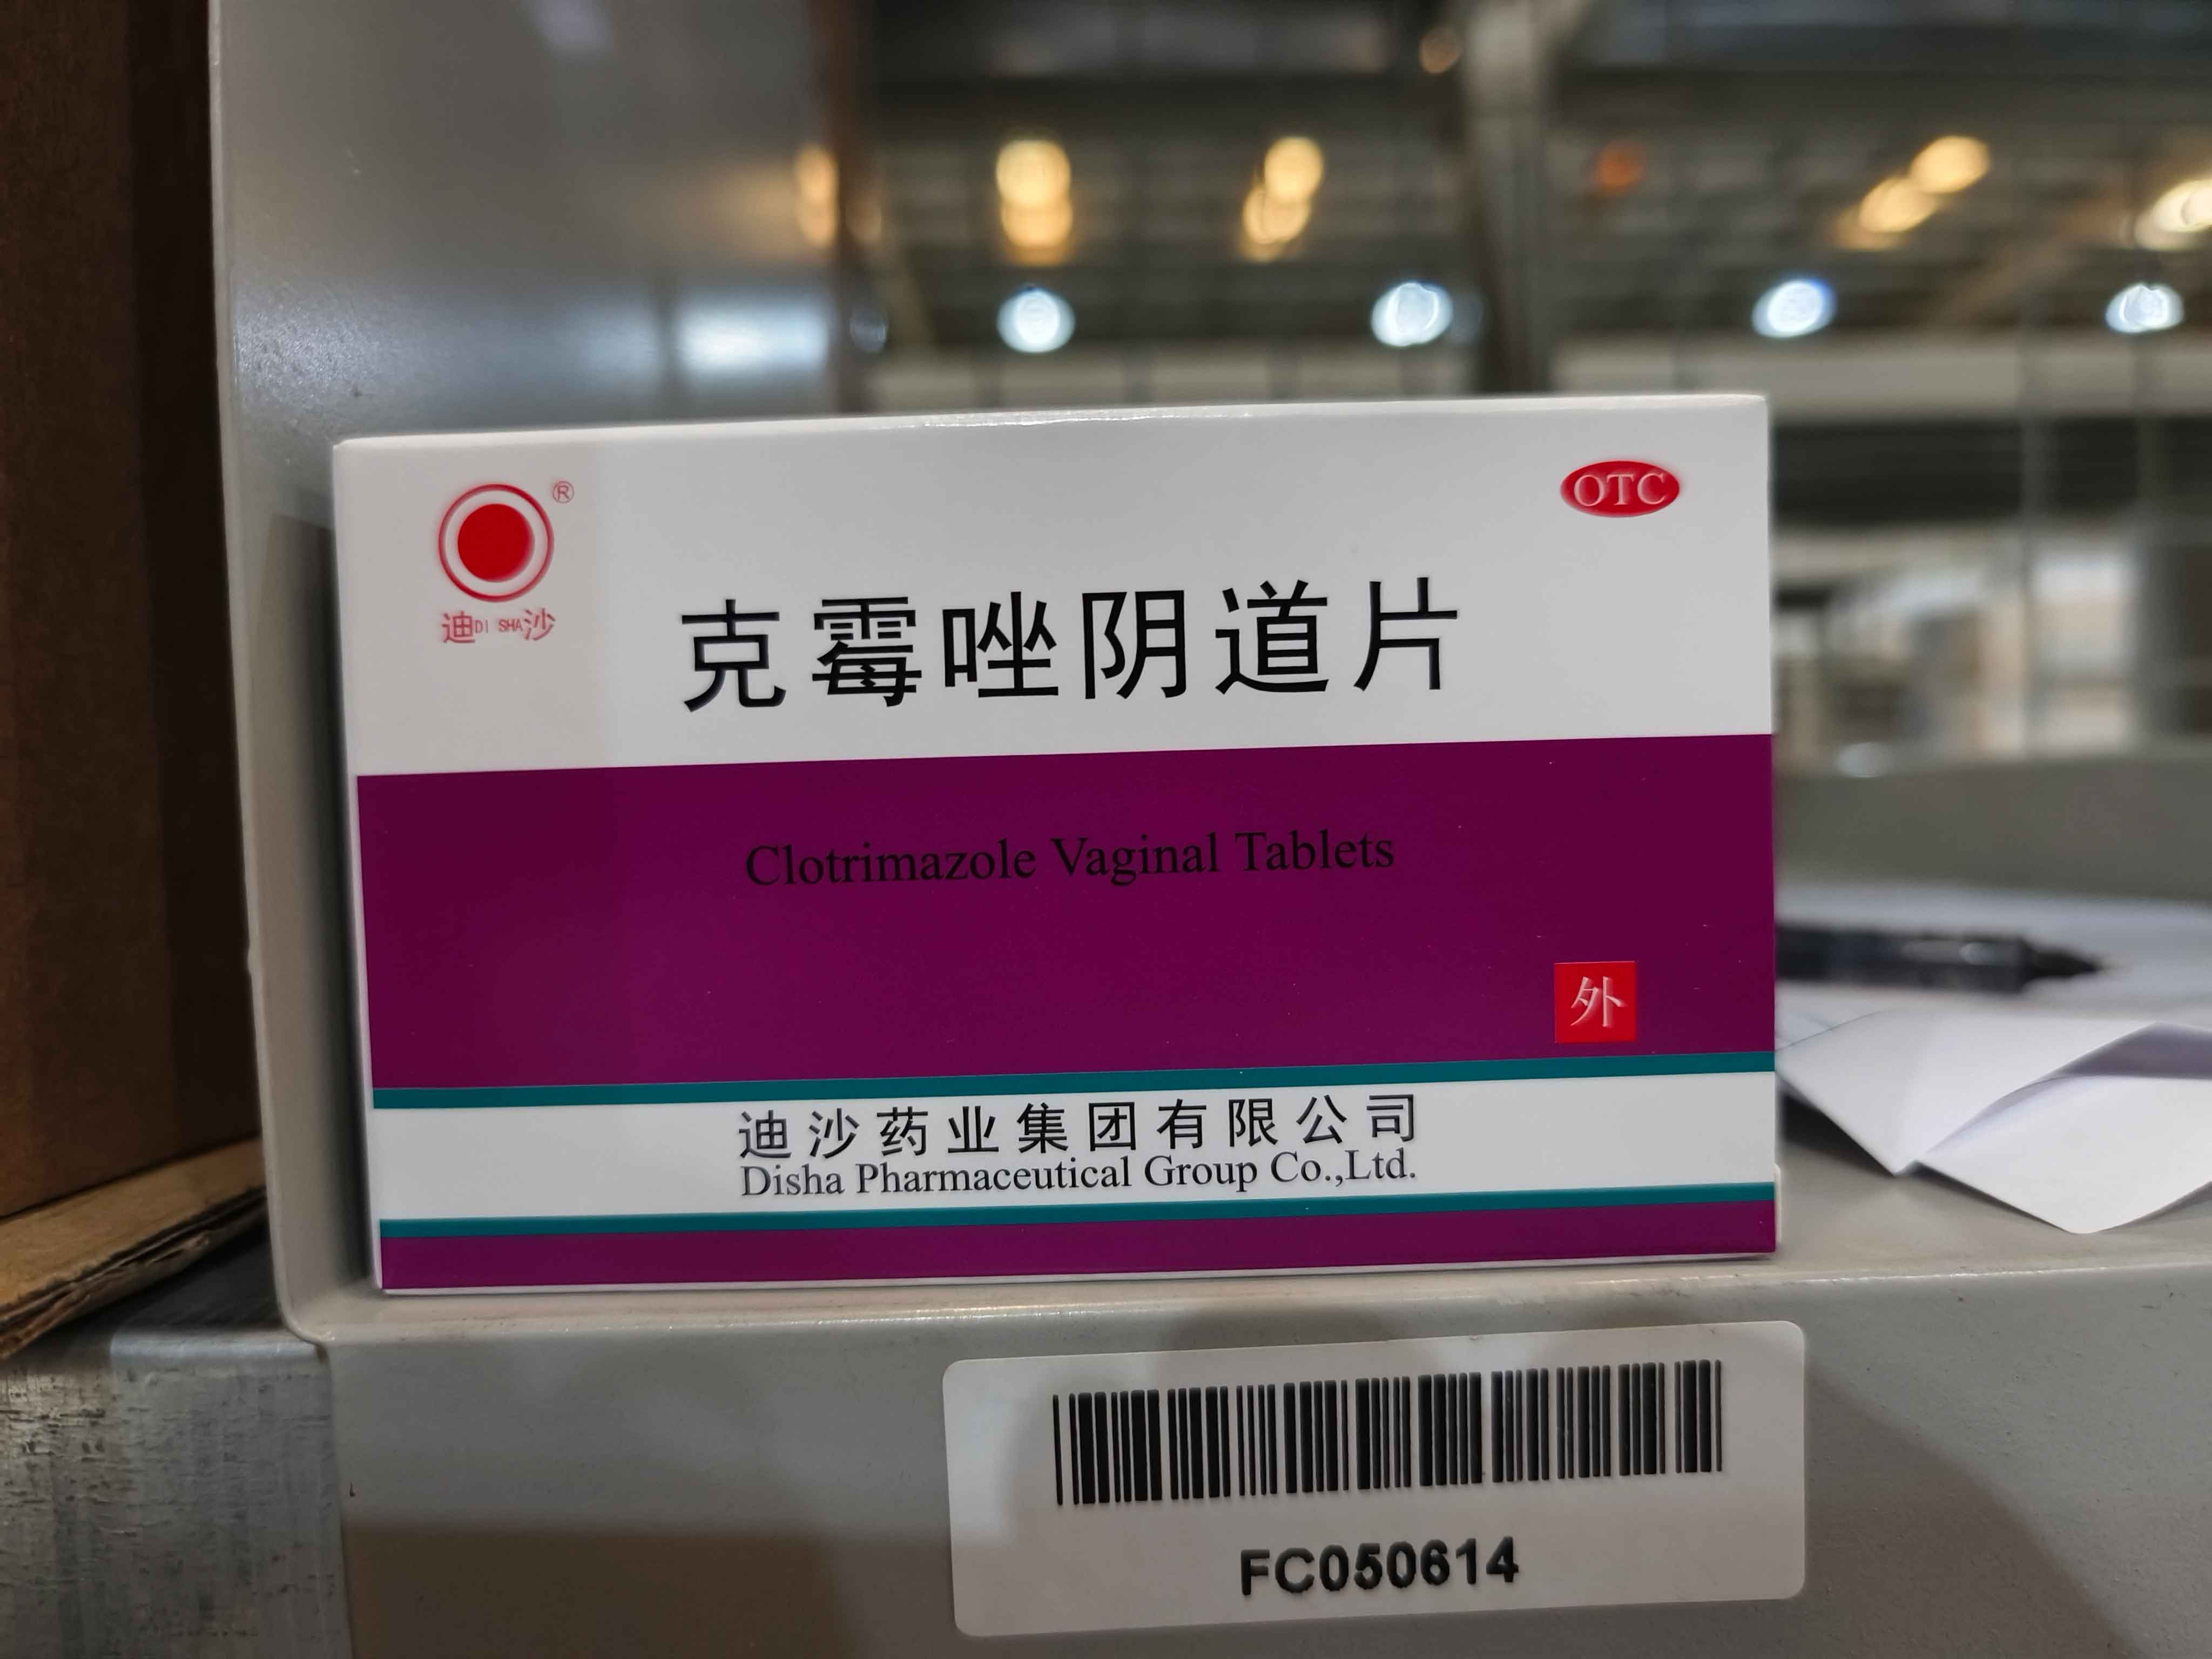 ®
OTC
迪DI SHA沙
克霉唑阴道片
Clotrimazole Vaginal Tablets
外
迪沙药业集团有限公司
Disha Pharmaceutical Group Co.,Ltd.
FC050614